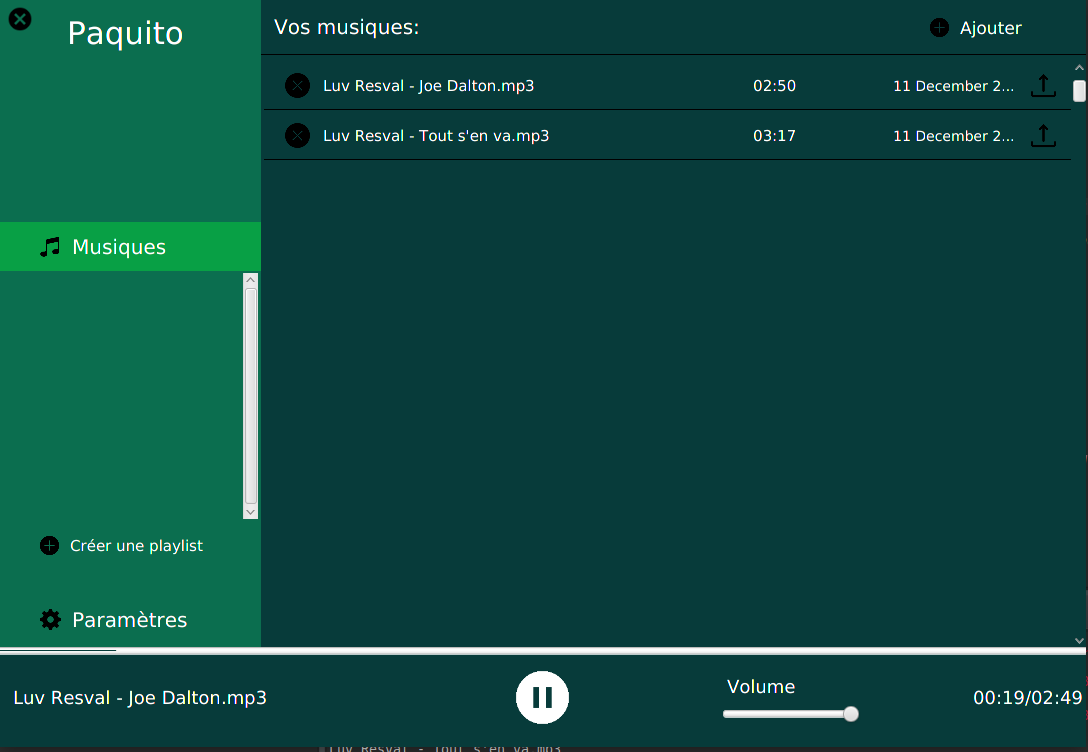 Paquito
Vos musiques:
Ajouter
Luv Resval - Joe Dalton.mp3 02:50 11 December 2...
Luv Resval - Tout s'en va.mp3 03:17 11 December 2...
Musiques
Créer une playlist
Paramètres
Luv Resval - Joe Dalton.mp3
Volume
00:19/02:49
Luv Resval - Tout s'en va.mp3